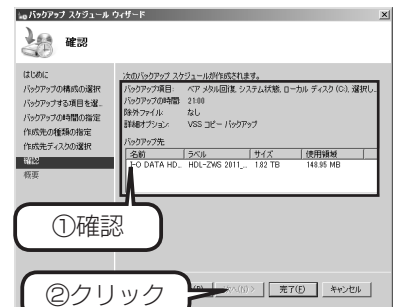 バックアップ スケジュール ウィザード
確認
はじめに
バックアップの構成の選択
バックアップする項目を選...
バックアップの時間の指定
作成先の種類の指定
作成先ディスクの選択
確認
概要
次のバックアップ スケジュールが作成されます。
バックアップ項目: ベア メタル回復, システム状態, ローカル ディスク (C:), 選択し..
バックアップの時間: 21:00
除外ファイル: なし
詳細オプション: VSS コピー バックアップ
バックアップ先
名前 ラベル サイズ 使用領域
I-O DATA HD.. HDL-ZWS 2011_... 1.82 TB 148.95 MB
①確認
②クリック
次へ(N) > 完了(F) キャンセル